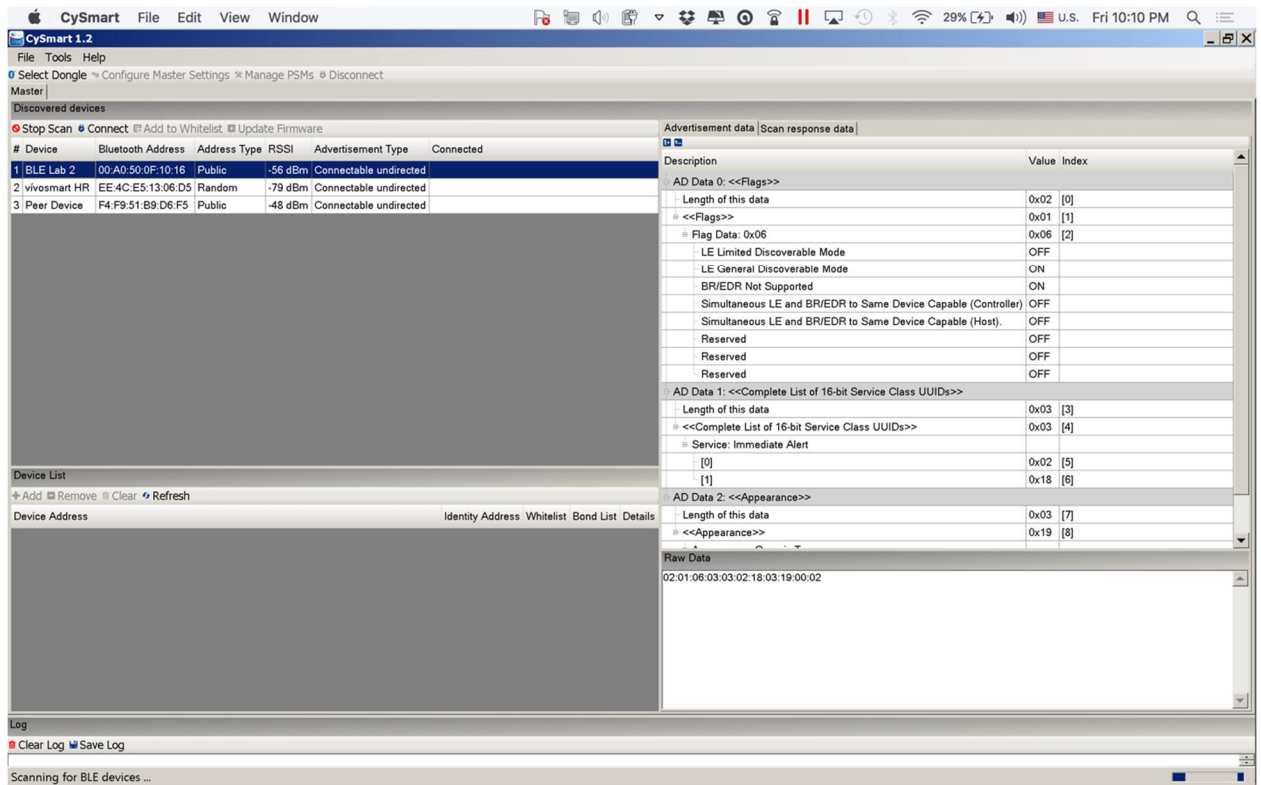 CySmart File Edit View Window 29% U.S. Fri 10:10 PM
CySmart 1.2
File Tools Help
Select Dongle Configure Master Settings Manage PSMs Disconnect
Master
Discovered devices
Stop Scan Connect Add to Whitelist Update Firmware
# Device Bluetooth Address Address Type RSSI Advertisement Type Connected
1 BLE Lab 2 00:A0:50:0F:10:16 Public -56 dBm Connectable undirected
2 vívosmart HR EE:4C:E5:13:06:D5 Random -79 dBm Connectable undirected
3 Peer Device F4:F9:51:B9:D6:F5 Public -48 dBm Connectable undirected
Device List
Add Remove Clear Refresh
Device Address Identity Address Whitelist Bond List Details
Advertisement data Scan response data
Description Value Index
AD Data 0: <<Flags>>
Length of this data 0x02 [0]
<<Flags>> 0x01 [1]
Flag Data: 0x06 0x06 [2]
LE Limited Discoverable Mode OFF
LE General Discoverable Mode ON
BR/EDR Not Supported ON
Simultaneous LE and BR/EDR to Same Device Capable (Controller) OFF
Simultaneous LE and BR/EDR to Same Device Capable (Host). OFF
Reserved OFF
Reserved OFF
Reserved OFF
AD Data 1: <<Complete List of 16-bit Service Class UUIDs>>
Length of this data 0x03 [3]
<<Complete List of 16-bit Service Class UUIDs>> 0x03 [4]
Service: Immediate Alert
[0] 0x02 [5]
[1] 0x18 [6]
AD Data 2: <<Appearance>>
Length of this data 0x03 [7]
<<Appearance>> 0x19 [8]
Raw Data
02:01:06:03:03:02:18:03:19:00:02
Log
Clear Log Save Log
Scanning for BLE devices ...